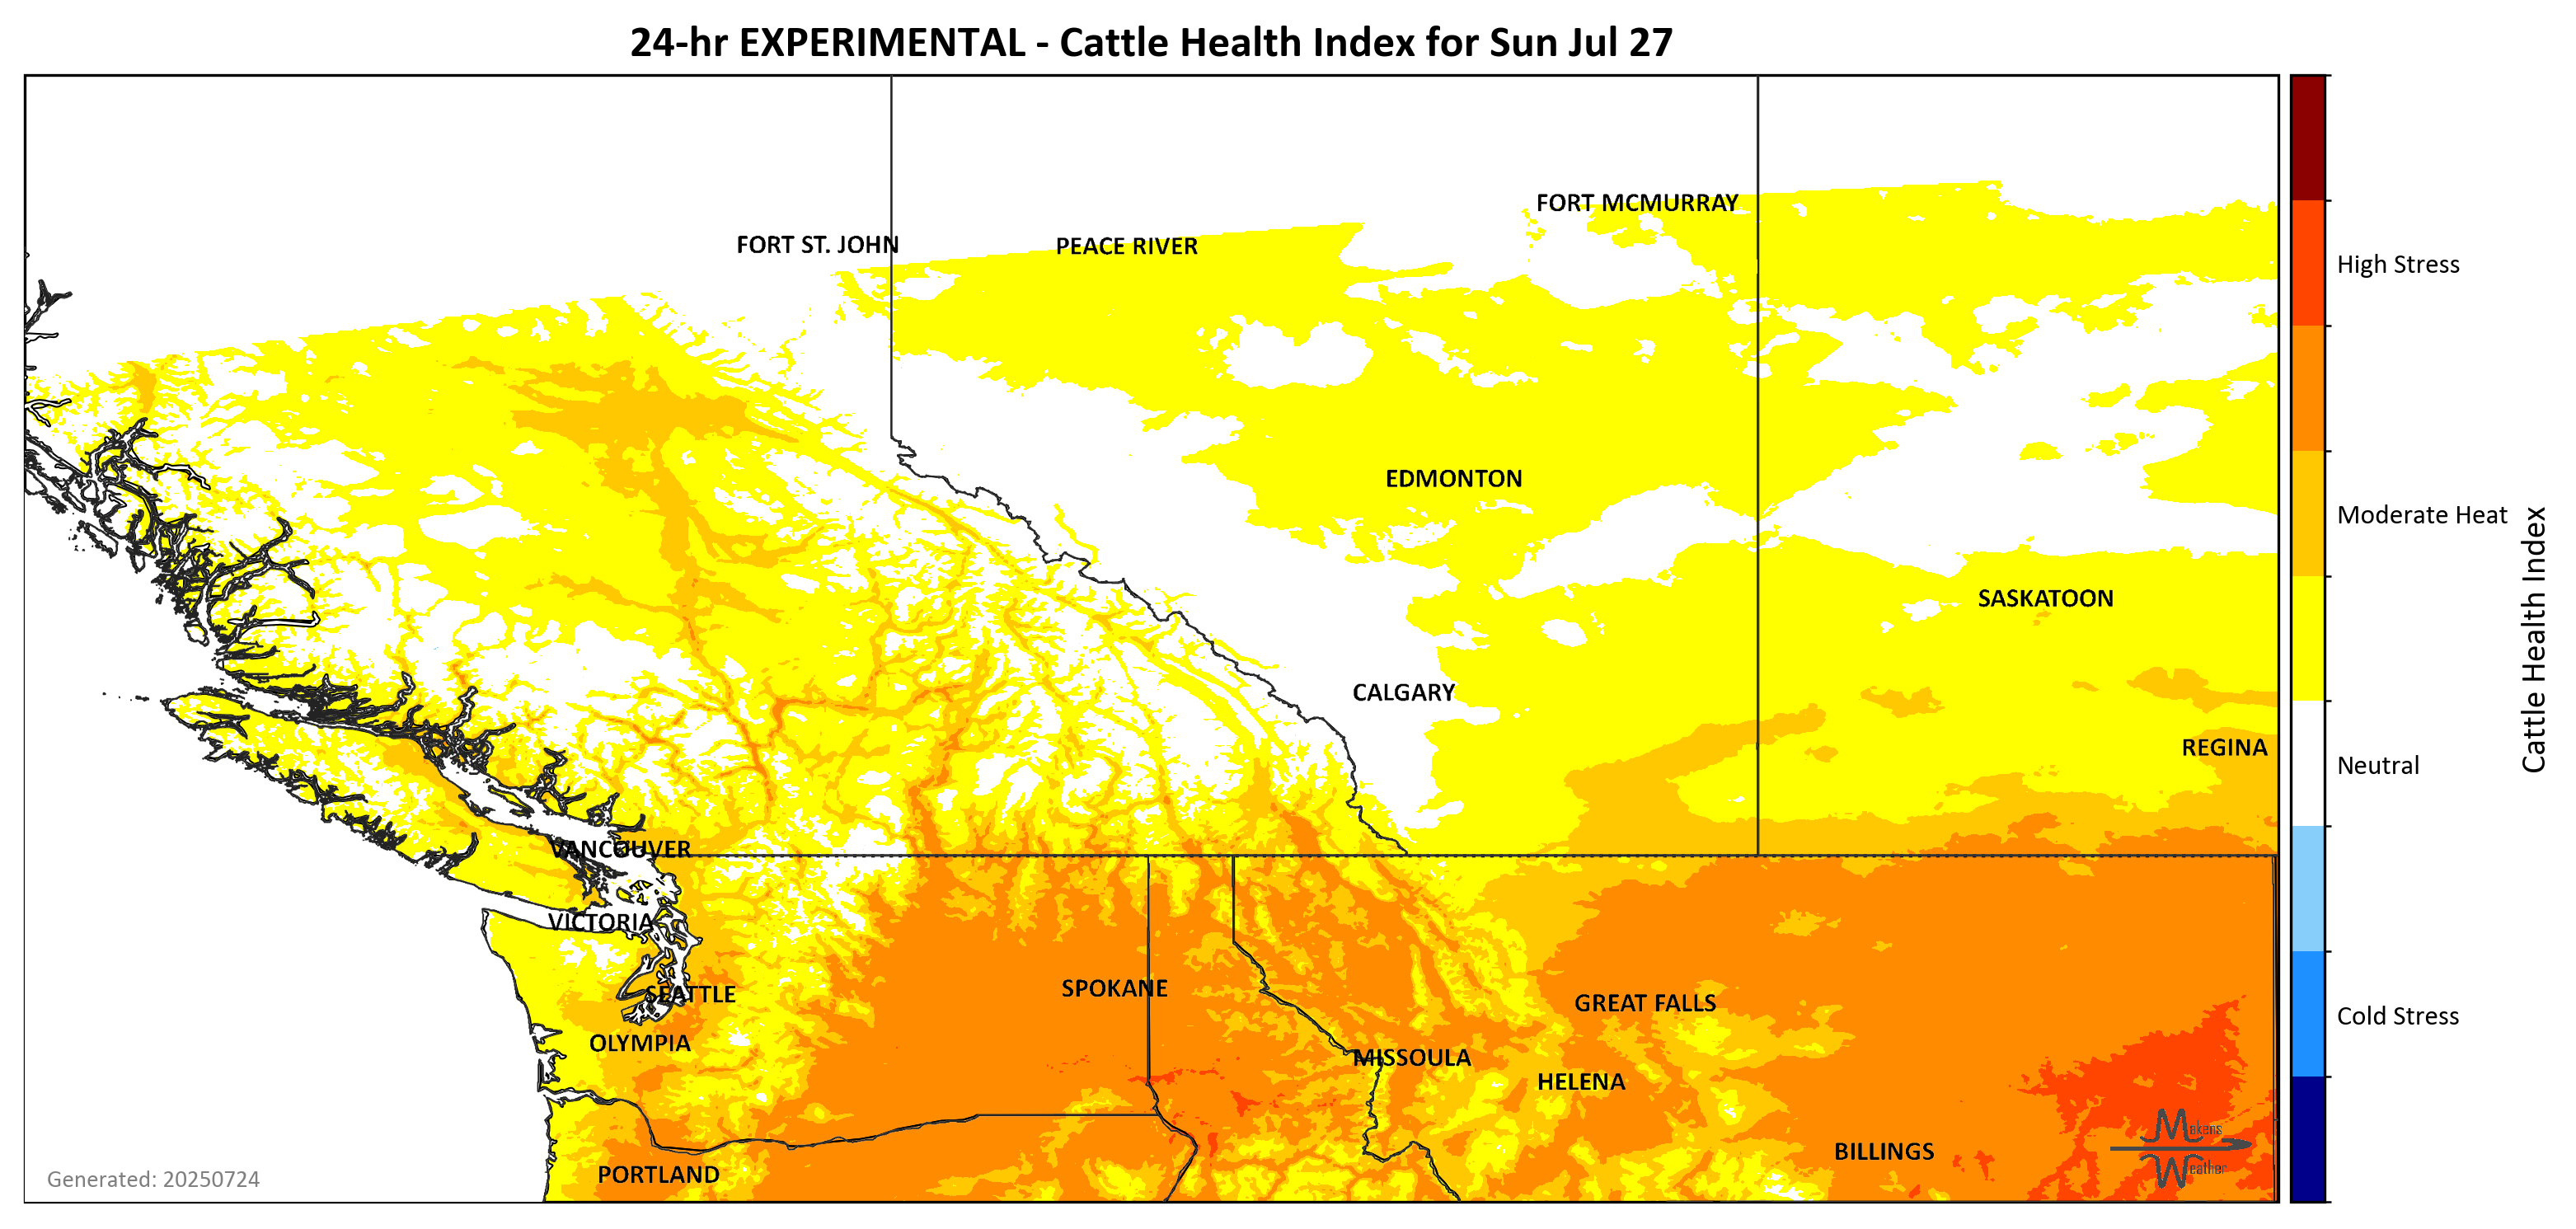 24-hr EXPERIMENTAL - Cattle Health Index for Sun Jul 27
FORT MCMURRAY
FORT ST. JOHN
PEACE RIVER
High Stress
EDMONTON
Moderate Heat
SASKATOON
Cattle Health Index
CALGARY
REGINA
Neutral
VANCOUVER
VICTORIA
SPOKANE
SEATTLE
GREAT FALLS
Cold Stress
OLYMPIA
MISSOULA
HELENA
Makens
BILLINGS
Weather
PORTLAND
Generated: 20250724